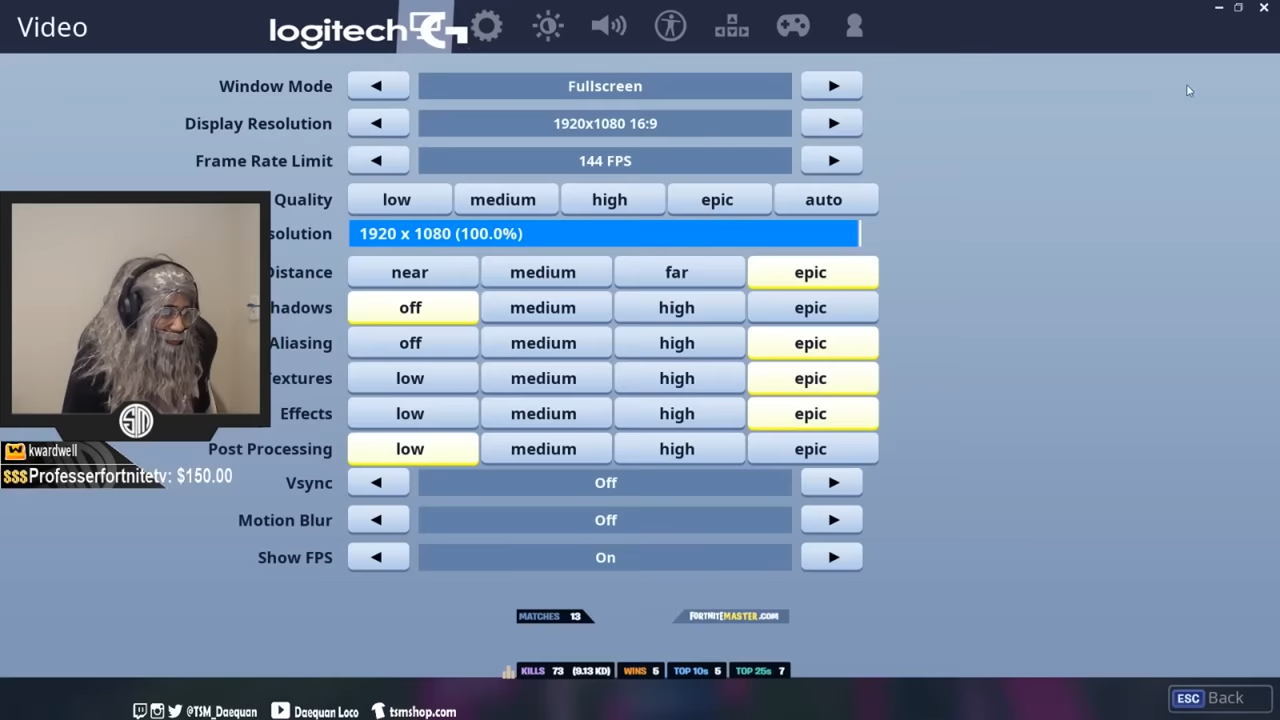 Video
logitech G
Window Mode Fullscreen
Display Resolution 1920x1080 16:9
Frame Rate Limit 144 FPS
Quality low medium high epic auto
solution 1920 x 1080 (100.0%)
Distance near medium far epic
hadows off medium high epic
Aliasing off medium high epic
extures low medium high epic
Effects low medium high epic
Post Processing low medium high epic
Vsync Off
Motion Blur Off
Show FPS On
TSM
kwardwell
$$$Professerfortnitetv: $150.00
MATCHES 13 FORTNITEMASTER.COM
KILLS 73 (9.13 KD) WINS 5 TOP 10s 5 TOP 25s 7
ESC Back
@TSM_Daequan Daequan Loco tsmshop.com